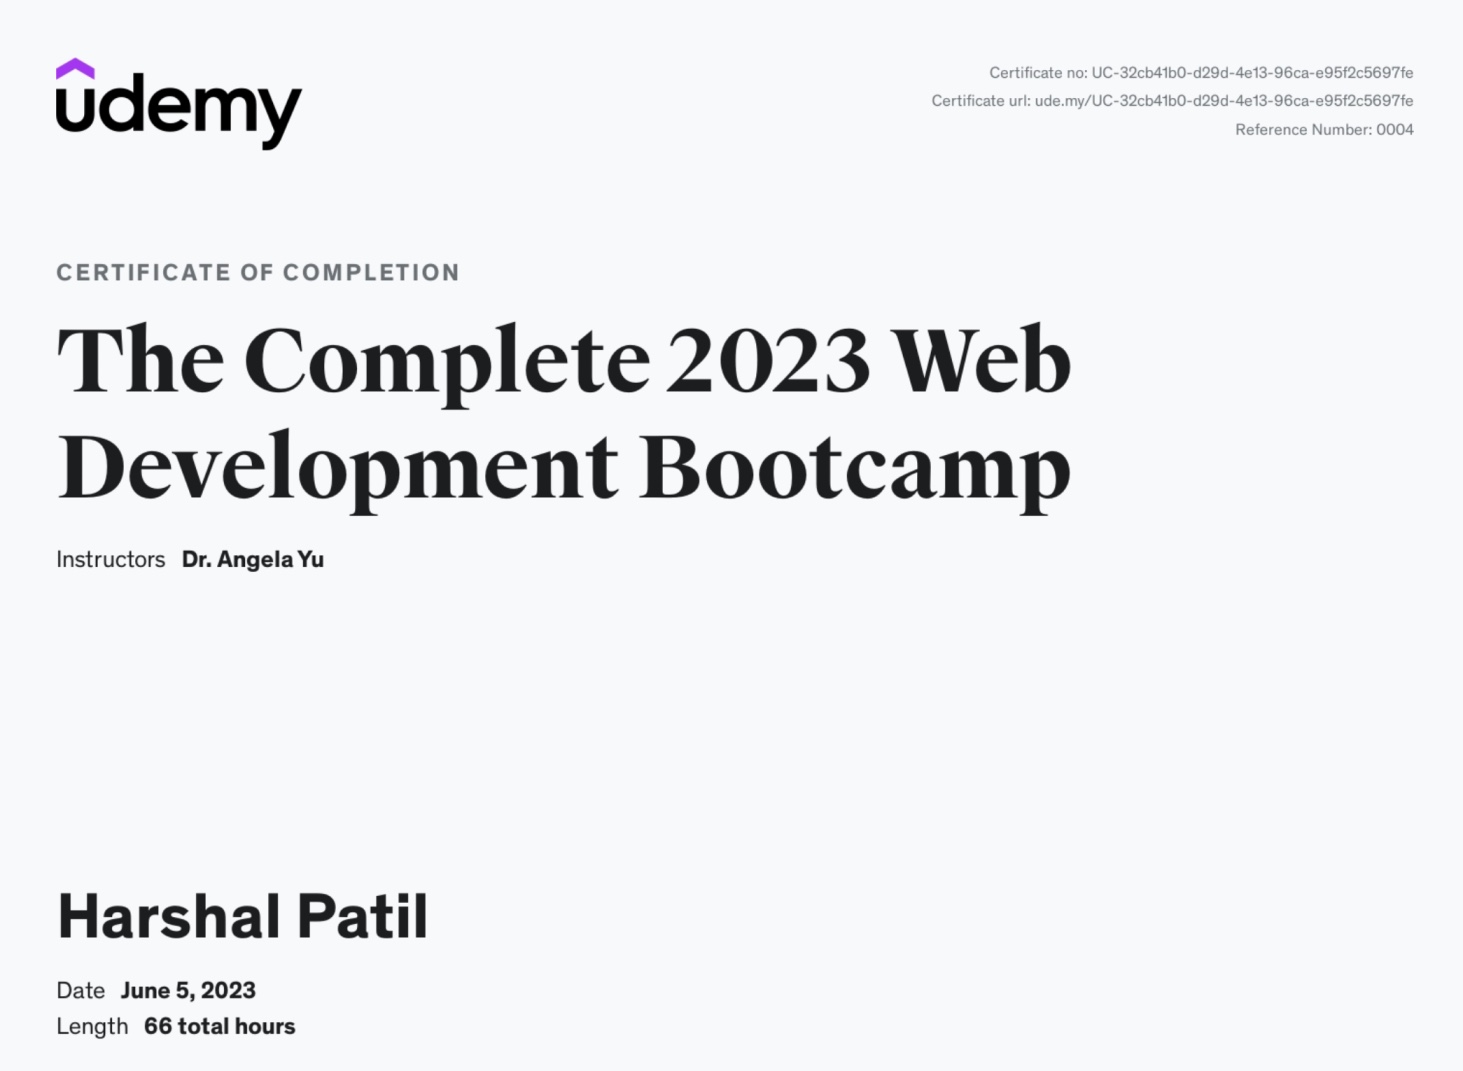 udemy
Certificate no: UC-32cb41b0-d29d-4e13-96ca-e95f2c5697fe
Certificate url: ude.my/UC-32cb41b0-d29d-4e13-96ca-e95f2c5697fe
Reference Number: 0004
CERTIFICATE OF COMPLETION
The Complete 2023 Web
Development Bootcamp
Instructors Dr. Angela Yu
Harshal Patil
Date June 5, 2023
Length 66 total hours